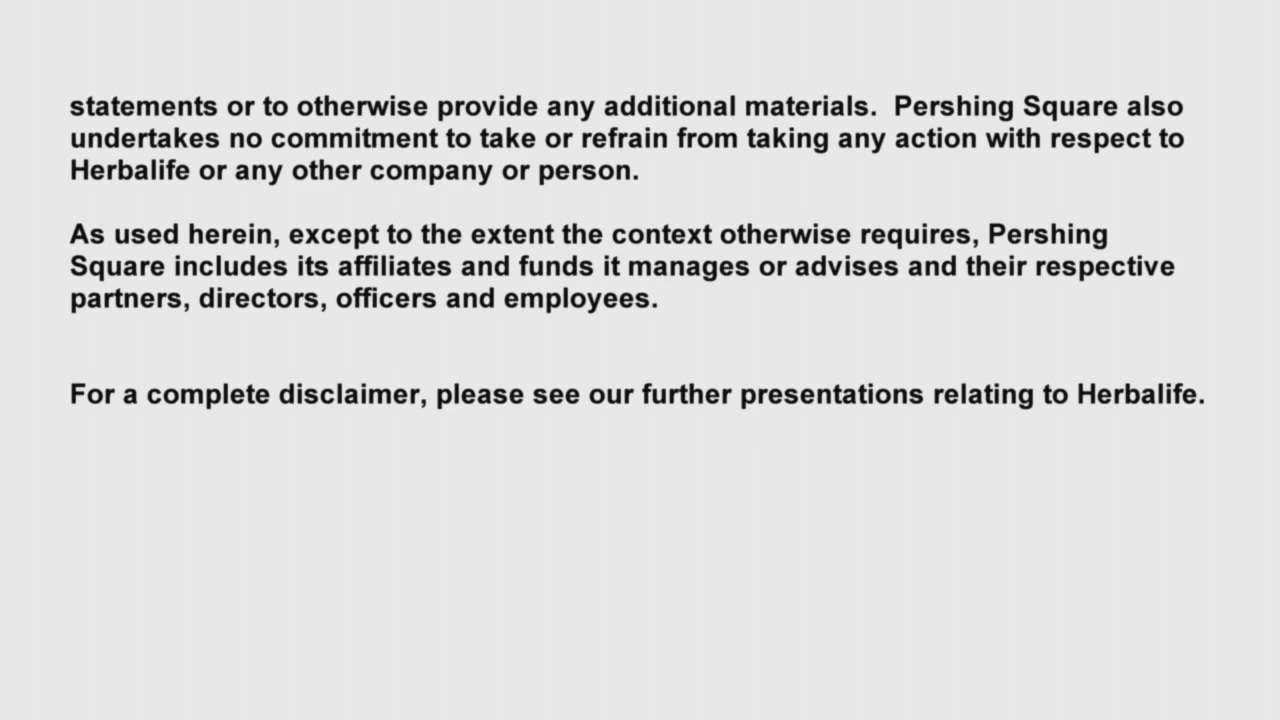 statements or to otherwise provide any additional materials.  Pershing Square also
undertakes no commitment to take or refrain from taking any action with respect to
Herbalife or any other company or person.
As used herein, except to the extent the context otherwise requires, Pershing
Square includes its affiliates and funds it manages or advises and their respective
partners, directors, officers and employees.
For a complete disclaimer, please see our further presentations relating to Herbalife.